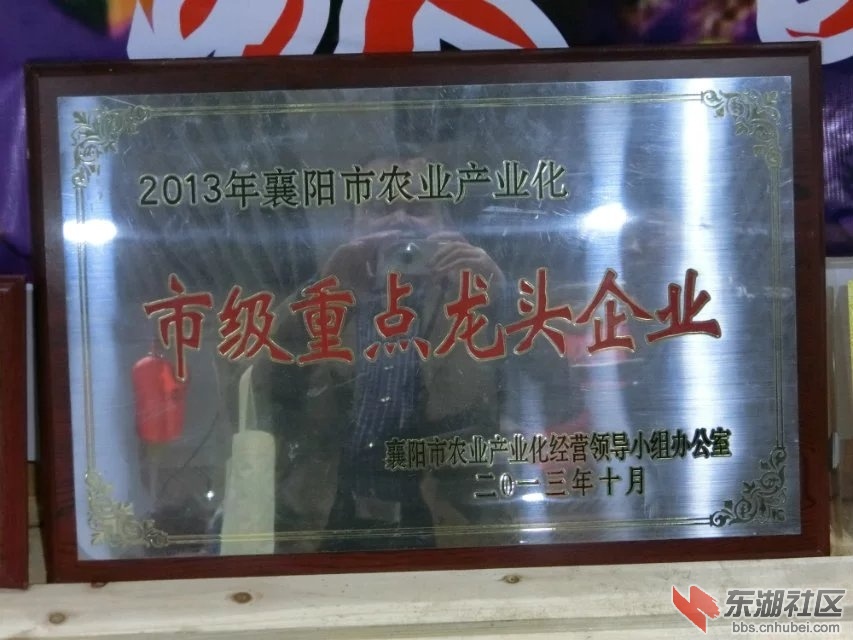 2013年襄阳市农业产业化
市级重点龙头企业
襄阳市农业产业化经营领导小组办公室
二〇一三年十月
东湖社区
bbs.cnhubei.com